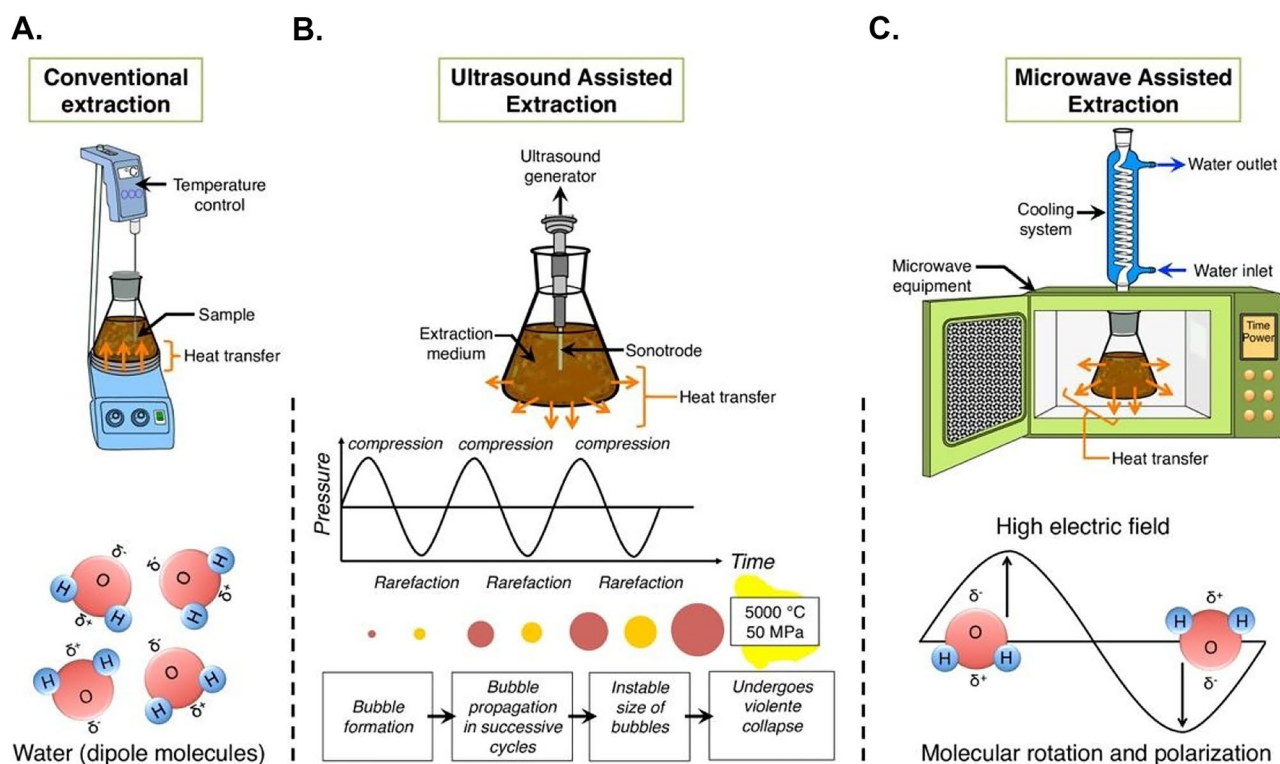 A.
Conventional
extraction
Temperature
control
Sample
Heat transfer
H
O
H
δ-
δ+
O
H
H
δ-
δ+
H
H
O
δ+
δ-
O
H
H
δ-
δ+
Water (dipole molecules)
B.
Ultrasound Assisted
Extraction
Ultrasound
generator
Extraction
medium
Sonotrode
Heat transfer
compression compression compression
Pressure
Time
Rarefaction Rarefaction Rarefaction
5000 °C
50 MPa
Bubble
formation
Bubble
propagation
in successive
cycles
Instable
size of
bubbles
Undergoes
violente
collapse
C.
Microwave Assisted
Extraction
Water outlet
Cooling
system
Water inlet
Microwave
equipment
Time
Power
Heat transfer
High electric field
δ-
O
H
H
δ+
δ+
H
H
O
δ-
Molecular rotation and polarization